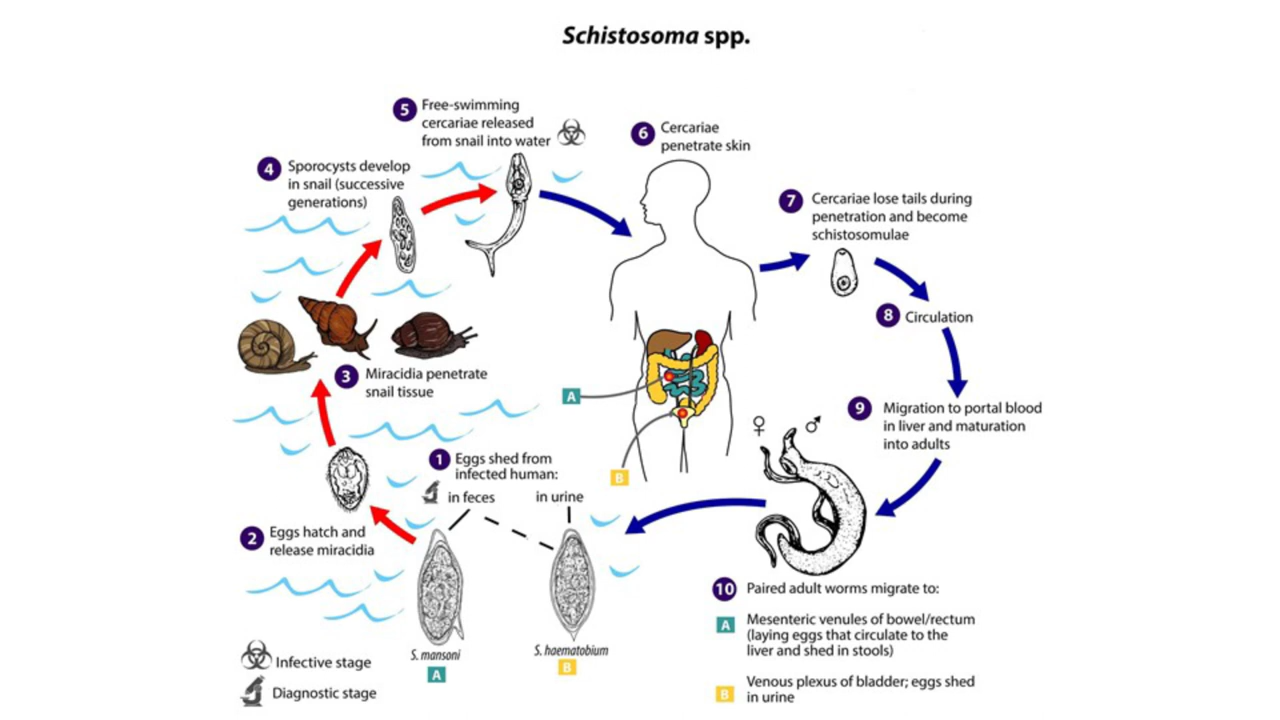 Schistosoma spp.
5 Free-swimming
cercariae released
from snail into water
6 Cercariae
penetrate skin
4 Sporocysts develop
in snail (successive
generations)
7 Cercariae lose tails during
penetration and become
schistosomulae
8 Circulation
3 Miracidia penetrate
snail tissue
A
9 Migration to portal blood
in liver and maturation
into adults
♀ ♂
B
1 Eggs shed from
infected human:
in feces
in urine
2 Eggs hatch and
release miracidia
10 Paired adult worms migrate to:
A Mesenteric venules of bowel/rectum
(laying eggs that circulate to the
liver and shed in stools)
B Venous plexus of bladder; eggs shed
in urine
S. mansoni
A
S. haematobium
B
Infective stage
Diagnostic stage